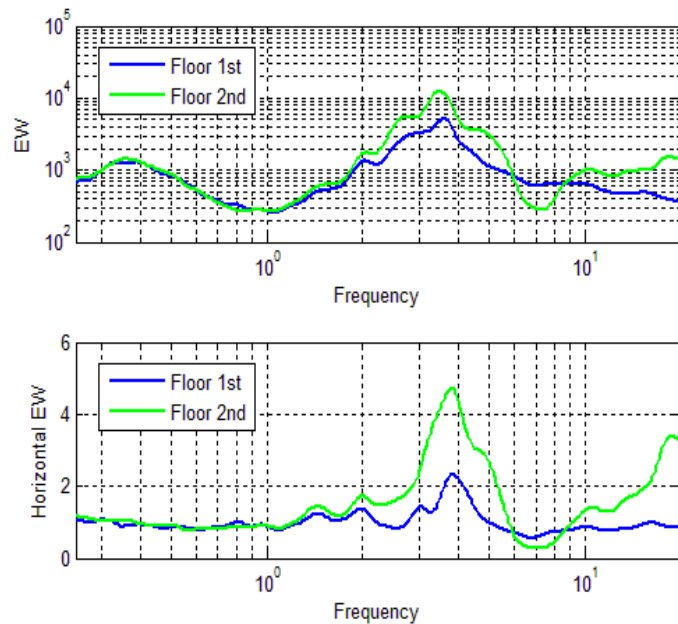 10^5
10^4
10^3
10^2
EW
Floor 1st
Floor 2nd
10^0
10^1
Frequency
6
4
2
0
Horizontal EW
Floor 1st
Floor 2nd
10^0
10^1
Frequency